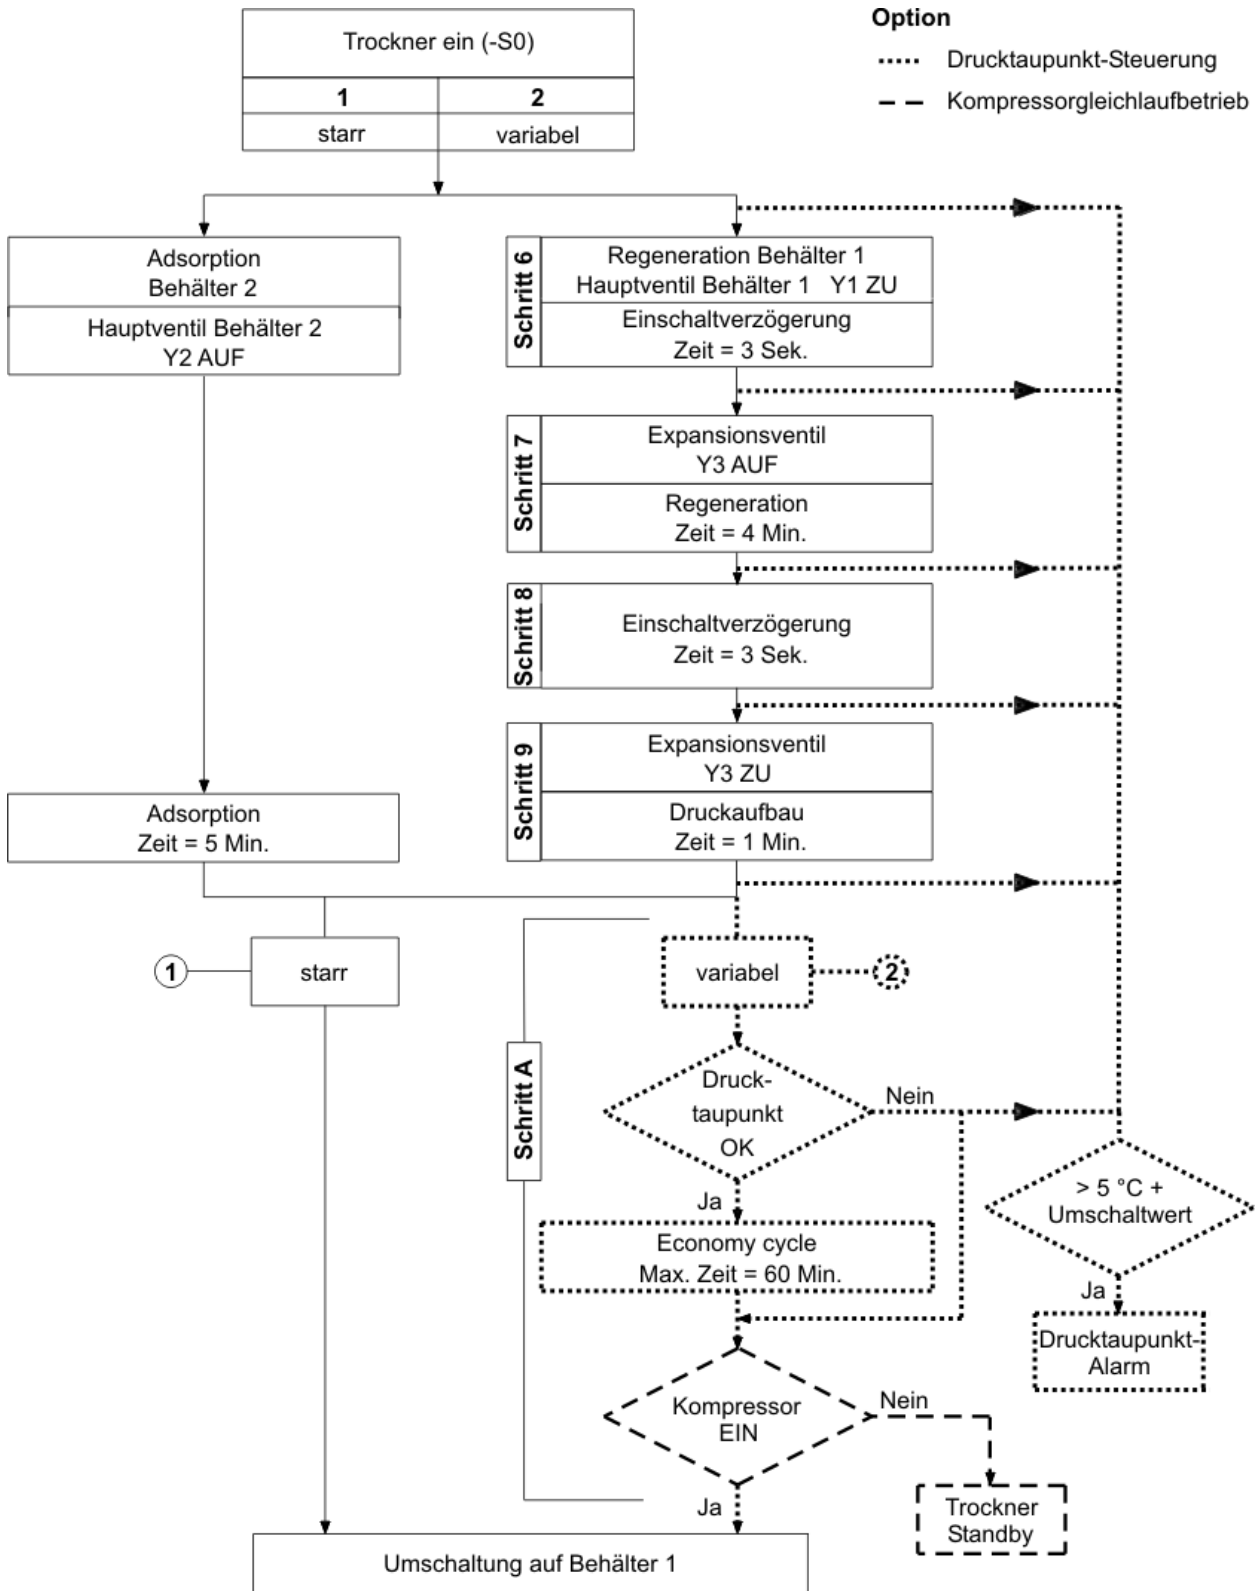 Option
Drucktaupunkt-Steuerung
Kompressorgleichlaufbetrieb
Trockner ein (-S0)
1
2
starr
variabel
Adsorption
Behälter 2
Hauptventil Behälter 2
Y2 AUF
Schritt 6
Regeneration Behälter 1
Hauptventil Behälter 1 Y1 ZU
Einschaltverzögerung
Zeit = 3 Sek.
Schritt 7
Expansionsventil
Y3 AUF
Regeneration
Zeit = 4 Min.
Schritt 8
Einschaltverzögerung
Zeit = 3 Sek.
Schritt 9
Expansionsventil
Y3 ZU
Druckaufbau
Zeit = 1 Min.
Adsorption
Zeit = 5 Min.
1
starr
variabel
2
Schritt A
Druck-
taupunkt
OK
Nein
Ja
> 5 °C +
Umschaltwert
Ja
Drucktaupunkt-
Alarm
Economy cycle
Max. Zeit = 60 Min.
Kompressor
EIN
Nein
Ja
Trockner
Standby
Umschaltung auf Behälter 1